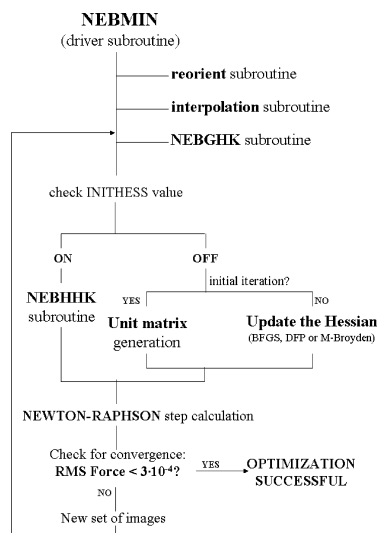 NEBMIN
(driver subroutine)
reorient subroutine
interpolation subroutine
NEBGHK subroutine
check INITHESS value
ON
OFF
initial iteration?
NEBHHK
subroutine
YES
NO
Unit matrix
generation
Update the Hessian
(BFGS, DFP or M-Broyden)
NEWTON-RAPHSON step calculation
Check for convergence:
RMS Force < 3·10⁻⁴?
YES
OPTIMIZATION
SUCCESSFUL
NO
New set of images